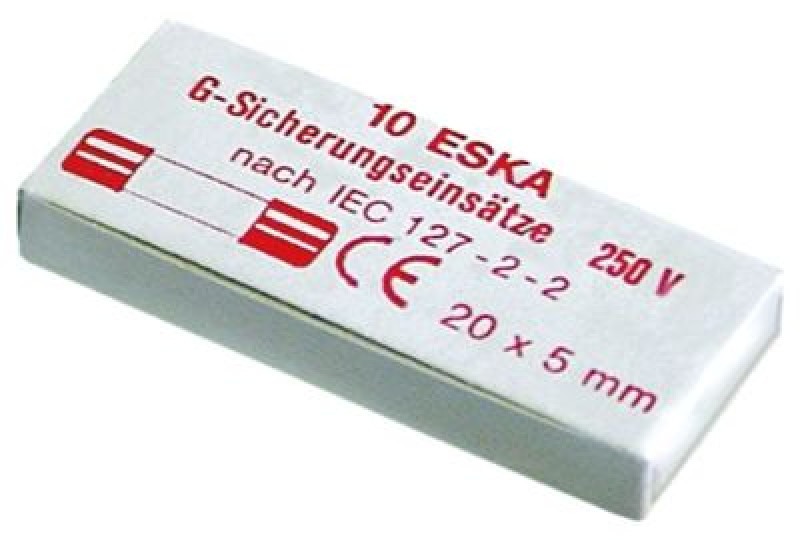 10 ESKA
G-Sicherungseinsätze 250 V
nach IEC 127-2-2
CE 20 x 5 mm